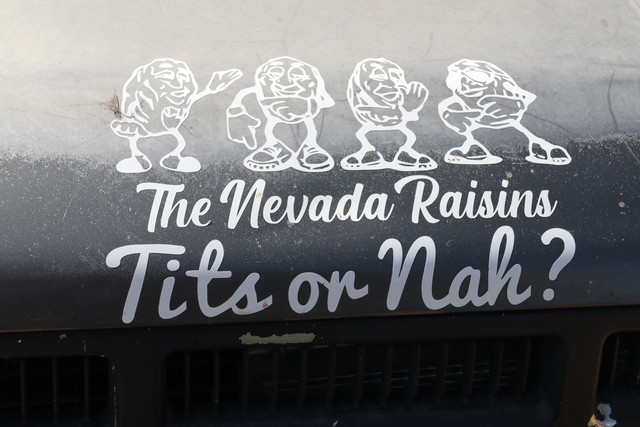 The Nevada Raisins
Tits or Nah?